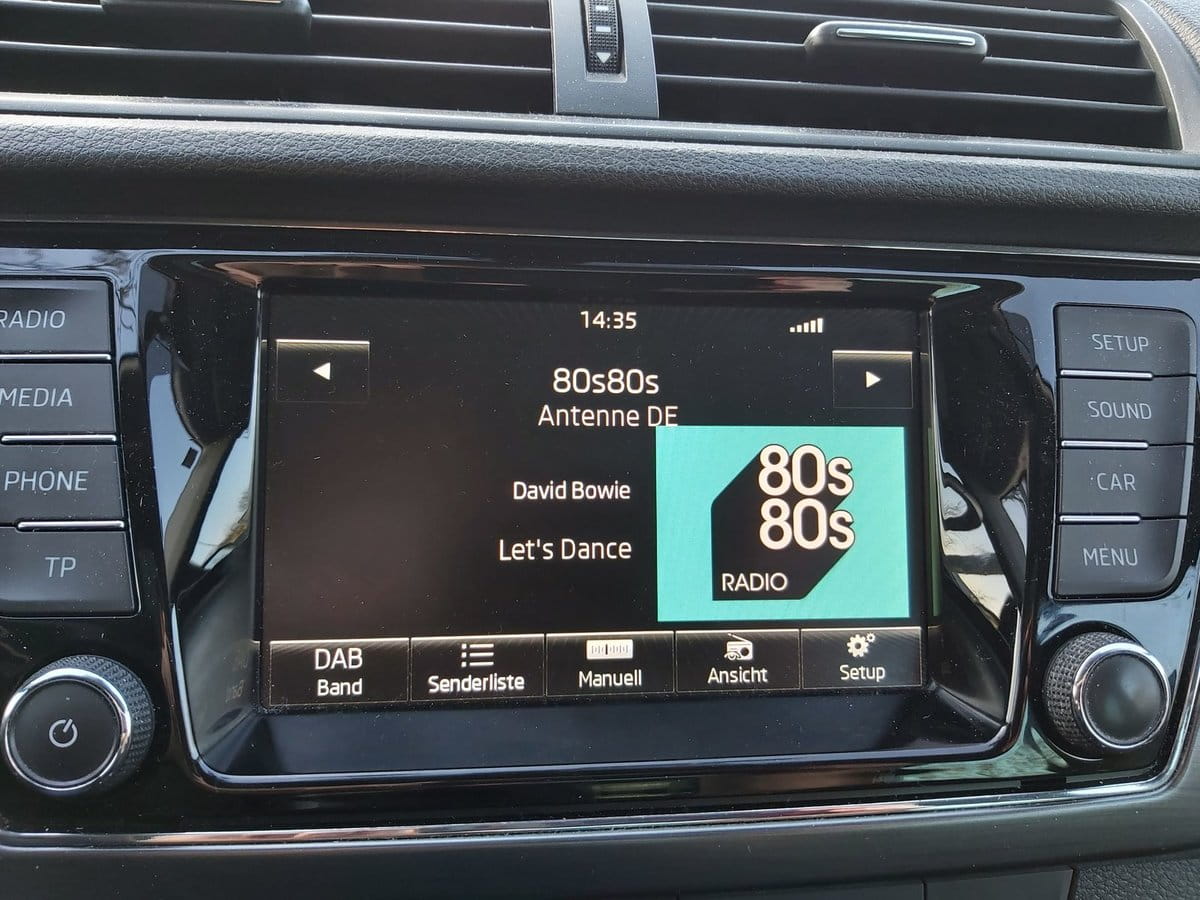 14:35
80s80s
Antenne DE
David Bowie
Let's Dance
80s
80s
RADIO
DAB
Band
Senderliste
Manuell
Ansicht
Setup
RADIO
MEDIA
PHONE
TP
SETUP
SOUND
CAR
MENU